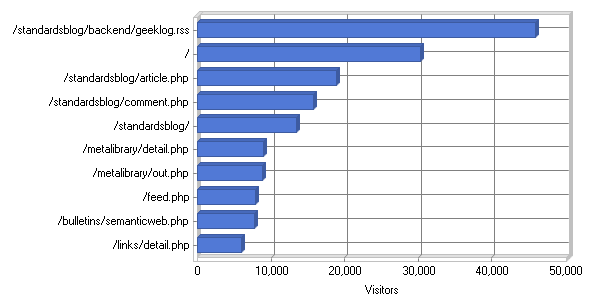 /standardsblog/backend/geeklog.rss
/
/standardsblog/article.php
/standardsblog/comment.php
/standardsblog/
/metalibrary/detail.php
/metalibrary/out.php
/feed.php
/bulletins/semanticweb.php
/links/detail.php
0 10,000 20,000 30,000 40,000 50,000
Visitors